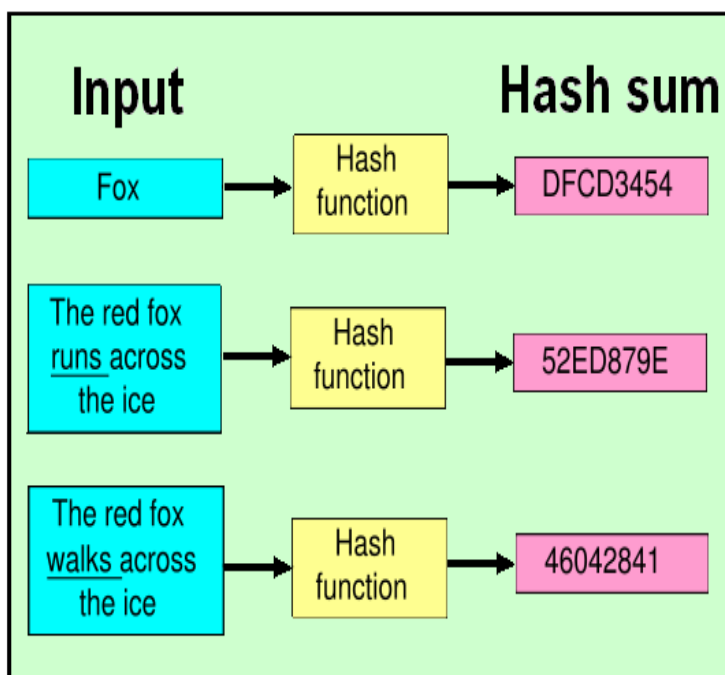 Input
Hash sum
Fox
Hash
function
DFCD3454
The red fox
runs across
the ice
Hash
function
52ED879E
The red fox
walks across
the ice
Hash
function
46042841